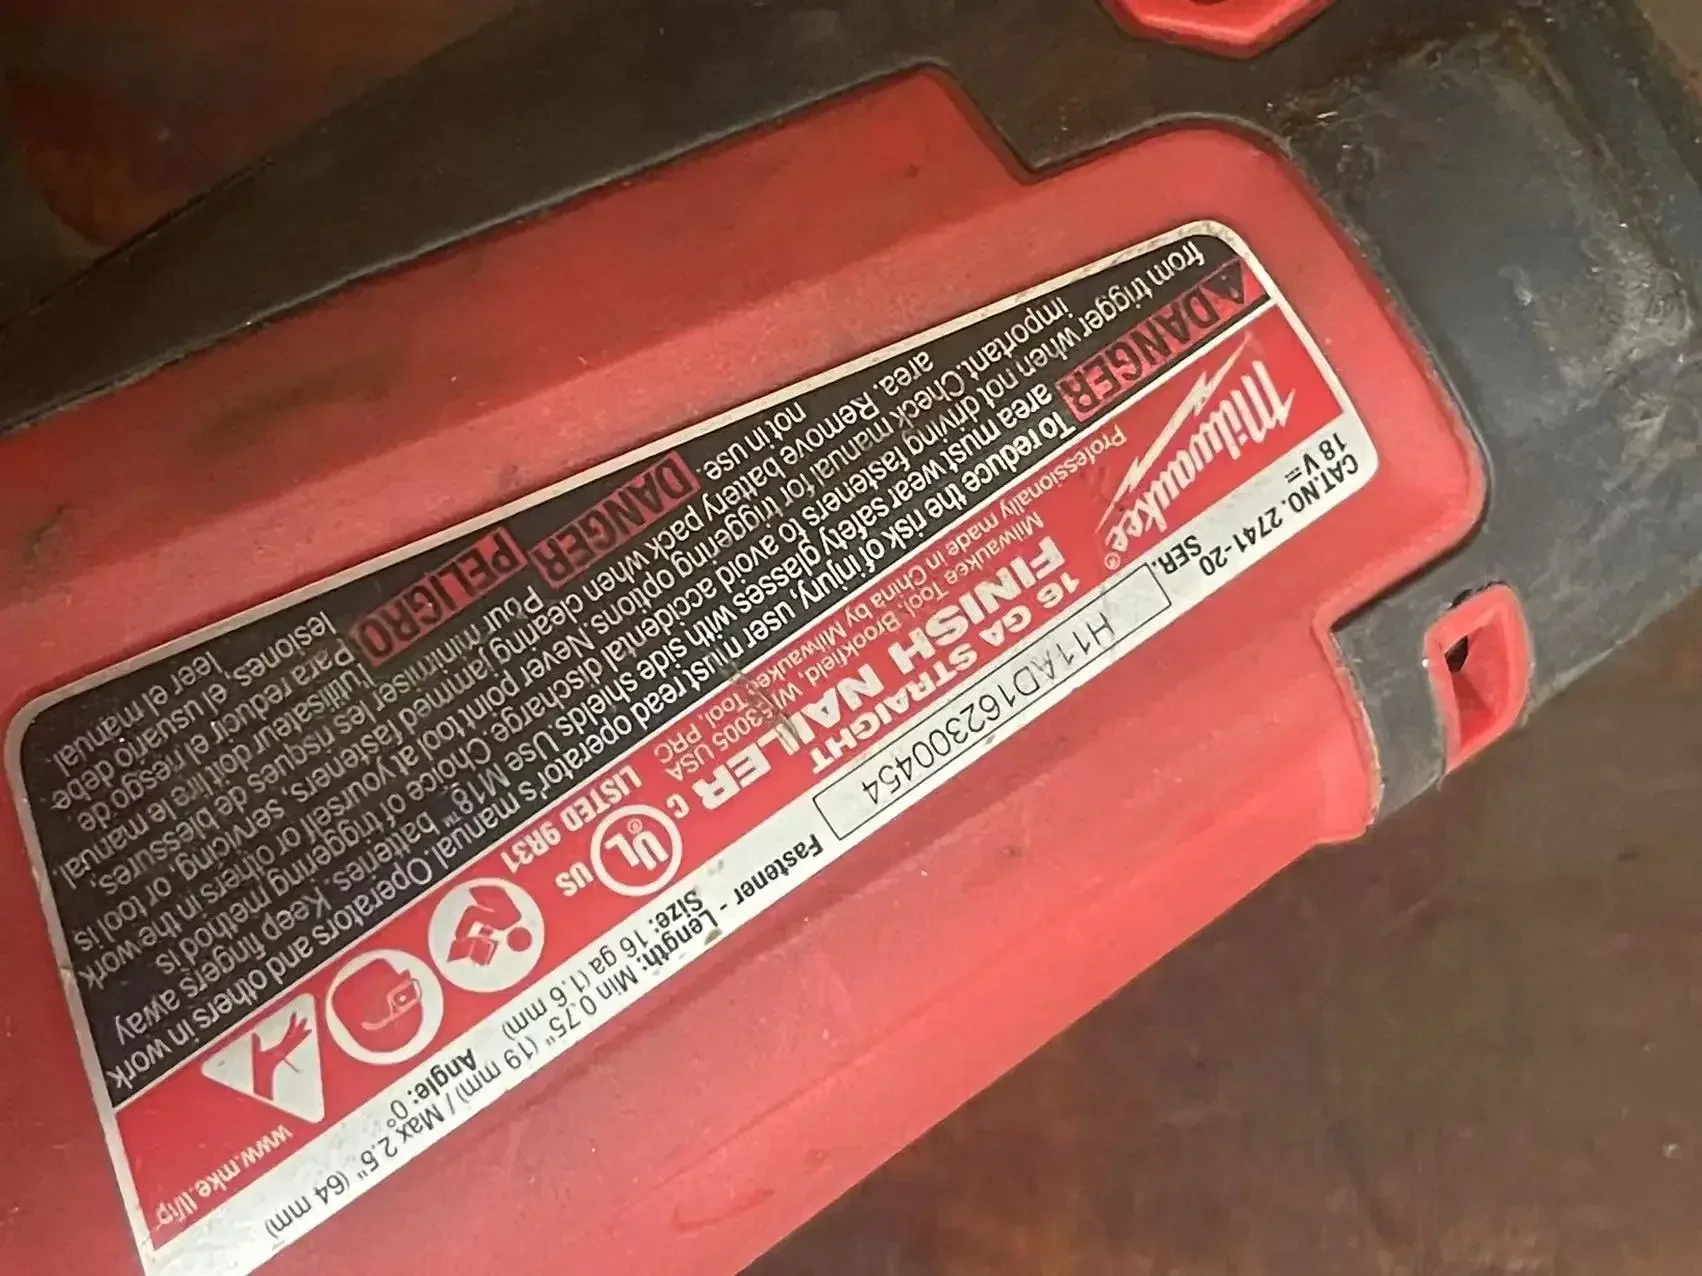 CAT.NO. 2741-20
18 V⎓
SER.
H11AD162300454
Fastener - Length: Min 0.75" (19 mm) / Max 2.5" (64 mm)
Size: 16 ga (1.6 mm)
Angle: 0°
Milwaukee®
16 GA STRAIGHT
FINISH NAILER
Milwaukee Tool, Brookfield, WI 53005 USA
Professionally made in China by Milwaukee Tool, PRC
C UL® US
LISTED 9R31
www.mke.l/ip
DANGER
To reduce the risk of injury, user must read operator's manual. Operators and others in work
area must wear safety glasses with side shields. Use M18™ batteries. Keep fingers away
from trigger when not driving fasteners to avoid accidental discharge. Choice of triggering method is
important. Check manual for triggering options. Never point tool at yourself or others in the work
area. Remove battery pack when clearing jammed fasteners, servicing, or tool is
not in use.
DANGER
Pour minimiser les risques de blessures,
l'utilisateur doit lire le manuel.
PELIGRO
Para reducir el riesgo de
lesiones, el usuario debe
leer el manual.